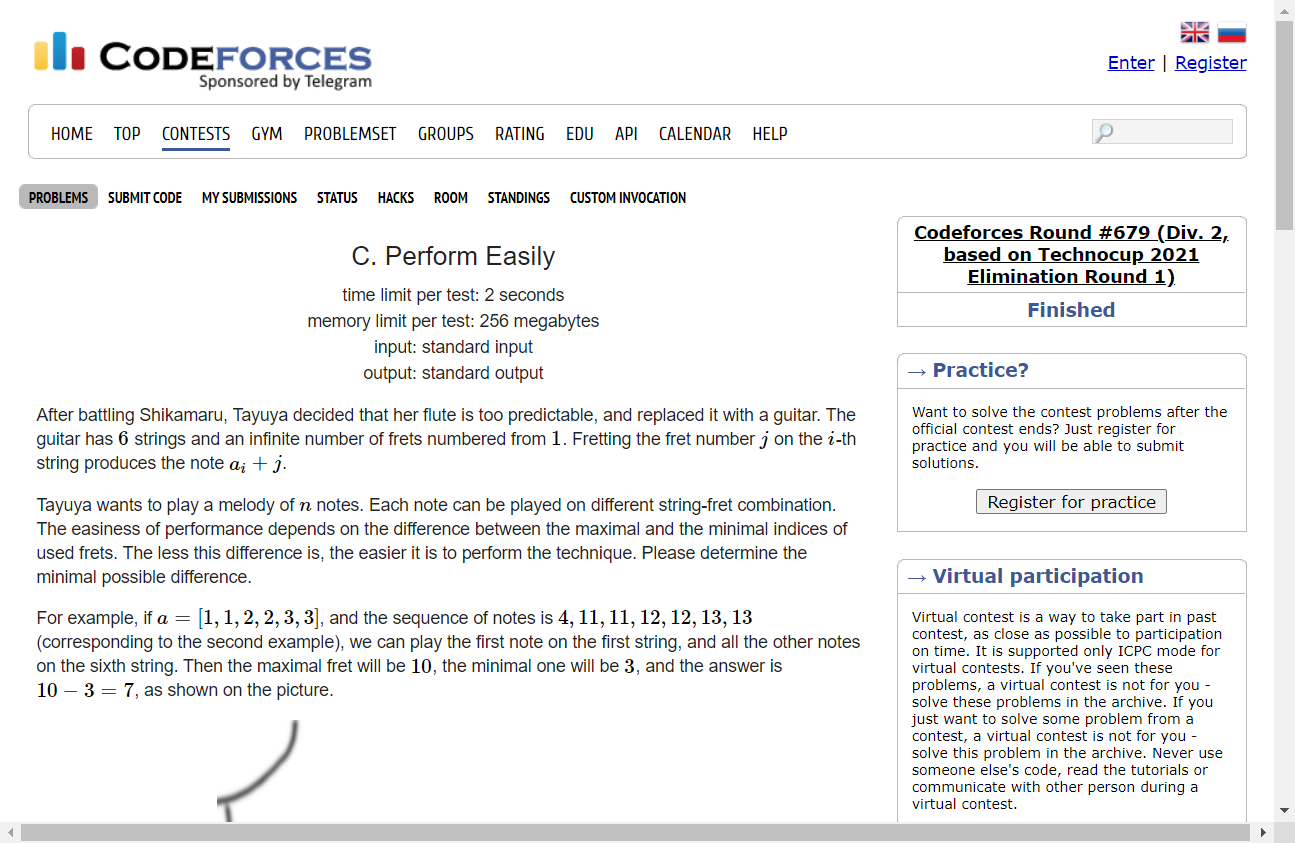 CODEFORCES
Sponsored by Telegram
Enter | Register
HOME TOP CONTESTS GYM PROBLEMSET GROUPS RATING EDU API CALENDAR HELP
PROBLEMS SUBMIT CODE MY SUBMISSIONS STATUS HACKS ROOM STANDINGS CUSTOM INVOCATION
C. Perform Easily
time limit per test: 2 seconds
memory limit per test: 256 megabytes
input: standard input
output: standard output
After battling Shikamaru, Tayuya decided that her flute is too predictable, and replaced it with a guitar. The
guitar has 6 strings and an infinite number of frets numbered from 1. Fretting the fret number j on the i-th
string produces the note a_i + j.
Tayuya wants to play a melody of n notes. Each note can be played on different string-fret combination.
The easiness of performance depends on the difference between the maximal and the minimal indices of
used frets. The less this difference is, the easier it is to perform the technique. Please determine the
minimal possible difference.
For example, if a = [1, 1, 2, 2, 3, 3], and the sequence of notes is 4, 11, 11, 12, 12, 13, 13
(corresponding to the second example), we can play the first note on the first string, and all the other notes
on the sixth string. Then the maximal fret will be 10, the minimal one will be 3, and the answer is
10 − 3 = 7, as shown on the picture.
Codeforces Round #679 (Div. 2,
based on Technocup 2021
Elimination Round 1)
Finished
→ Practice?
Want to solve the contest problems after the
official contest ends? Just register for
practice and you will be able to submit
solutions.
Register for practice
→ Virtual participation
Virtual contest is a way to take part in past
contest, as close as possible to participation
on time. It is supported only ICPC mode for
virtual contests. If you've seen these
problems, a virtual contest is not for you -
solve these problems in the archive. If you
just want to solve some problem from a
contest, a virtual contest is not for you -
solve this problem in the archive. Never use
someone else's code, read the tutorials or
communicate with other person during a
virtual contest.